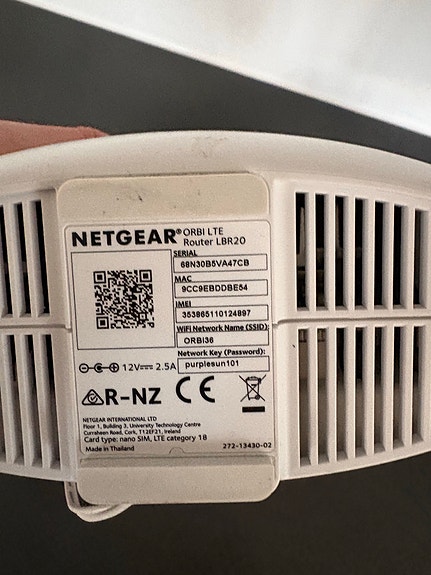 NETGEAR® ORBI LTE
Router LBR20
SERIAL
68N30B5VA47CB
MAC
9CC9EBDDBE54
IMEI
353865110124897
WiFi Network Name (SSID):
ORBI36
Network Key (Password):
purplesun101
12V 2.5A
R-NZ CE
NETGEAR INTERNATIONAL LTD
Floor 1, Building 3, University Technology Centre
Curraheen Road, Cork, T12EF21, Ireland
Card type: nano SIM, LTE category 18
Made in Thailand 272-13430-02